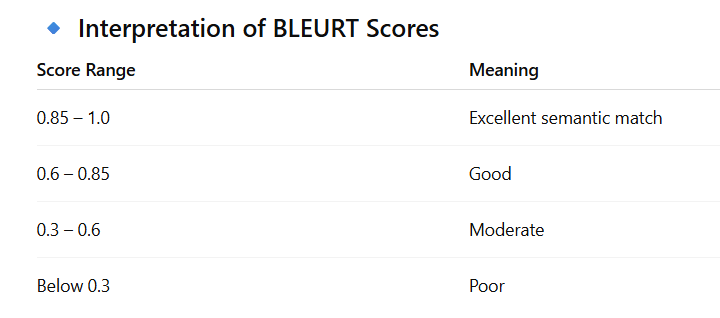 Interpretation of BLEURT Scores
Score Range Meaning
0.85 – 1.0 Excellent semantic match
0.6 – 0.85 Good
0.3 – 0.6 Moderate
Below 0.3 Poor